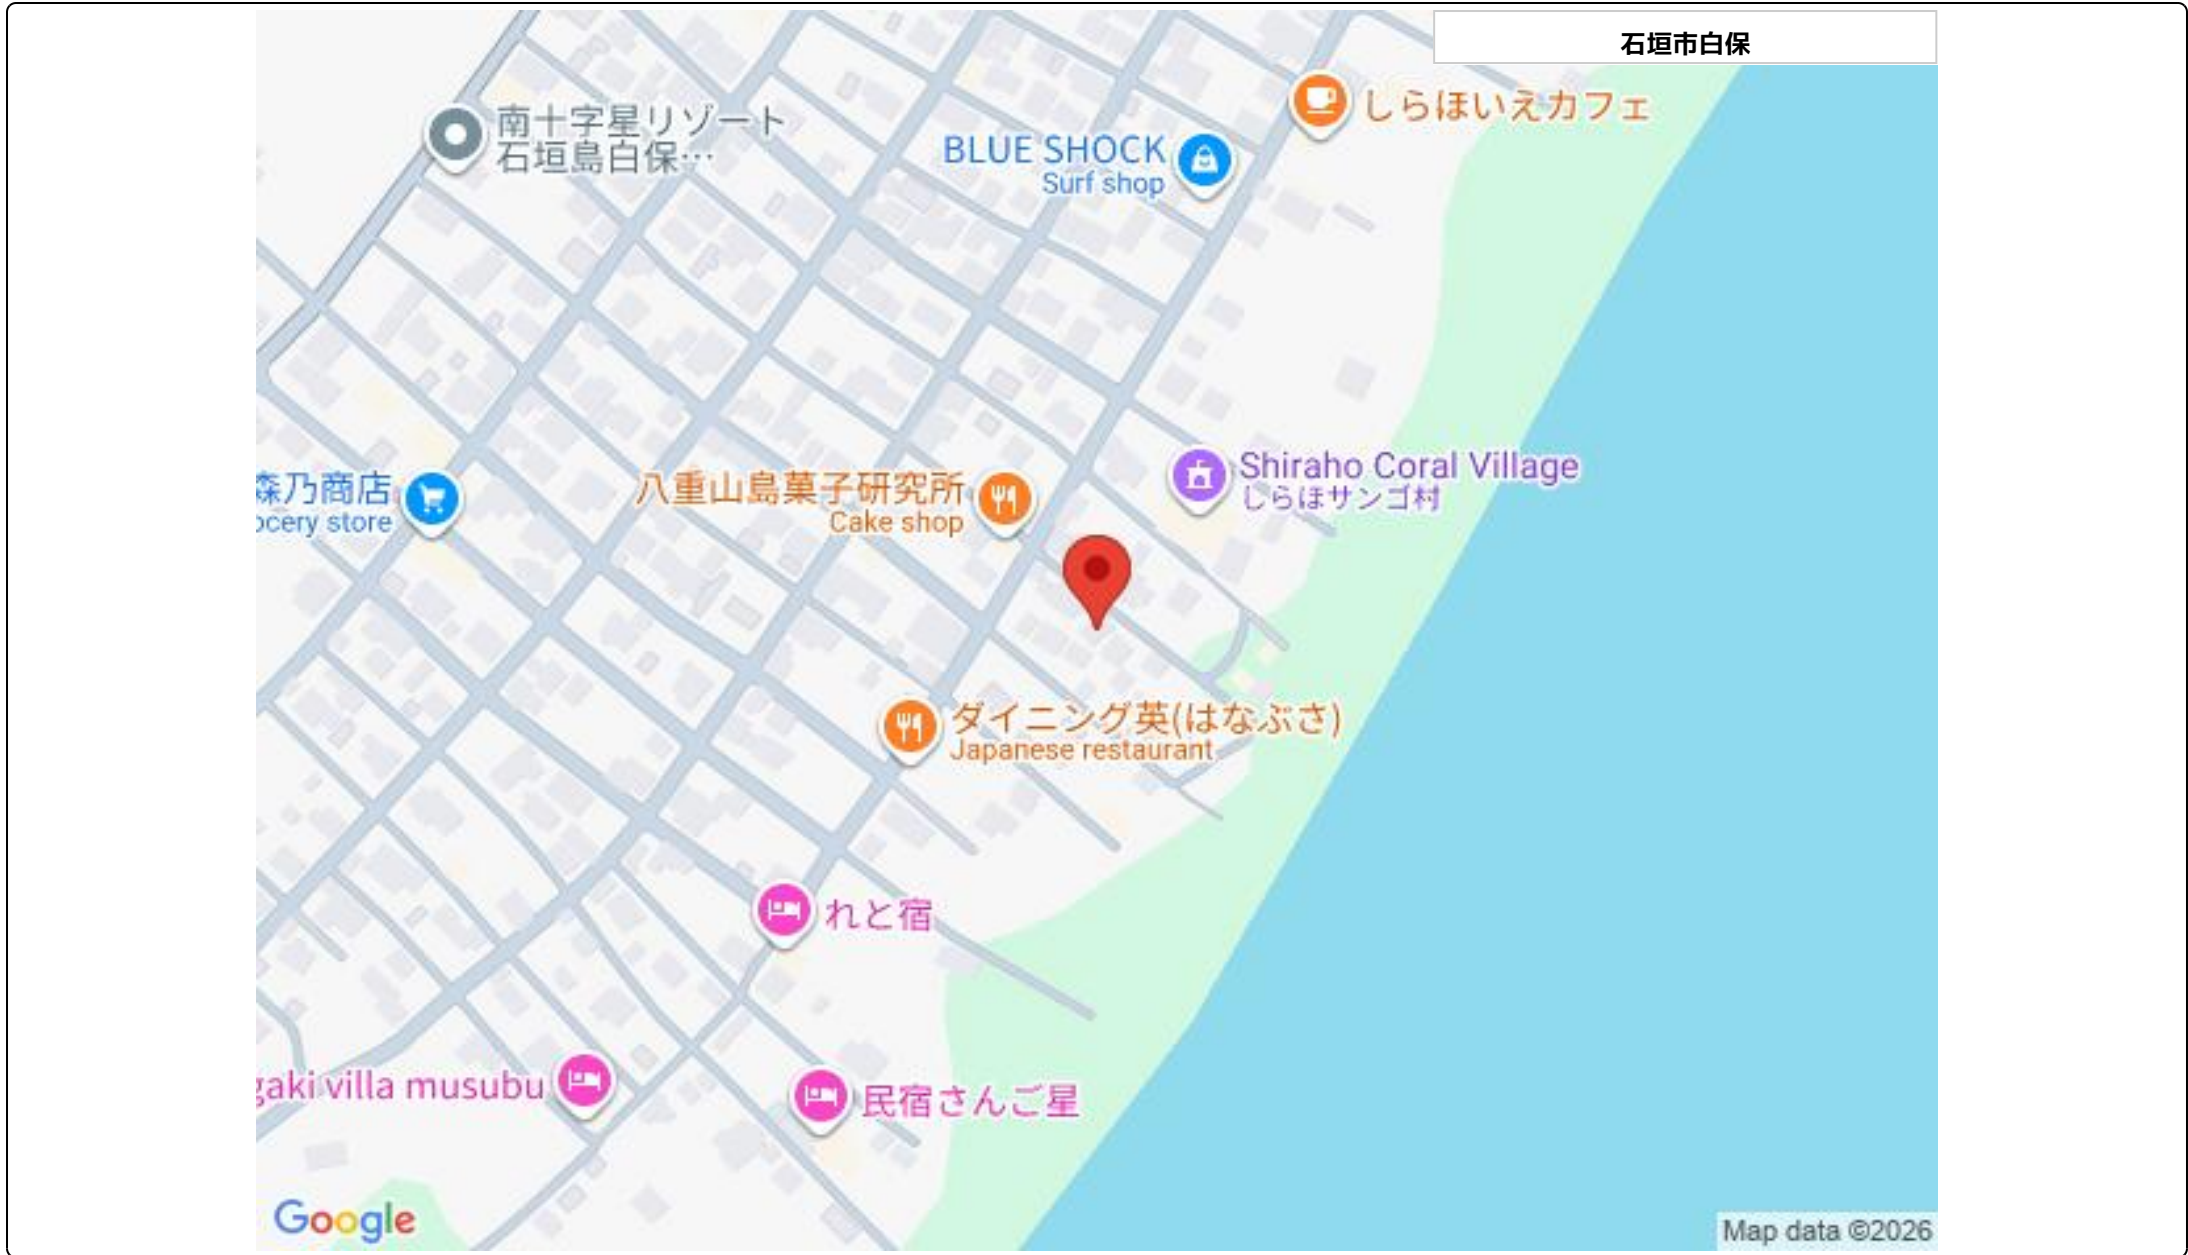 石垣市白保
しらほいえカフェ
南十字星リゾート
石垣島白保…
BLUE SHOCK
Surf shop
Shiraho Coral Village
しらほサンゴ村
森乃商店
ocery store
八重山島菓子研究所
Cake shop
ダイニング英(はなぶさ)
Japanese restaurant
れと宿
gaki villa musubu
民宿さんご星
Google
Map data ©2026